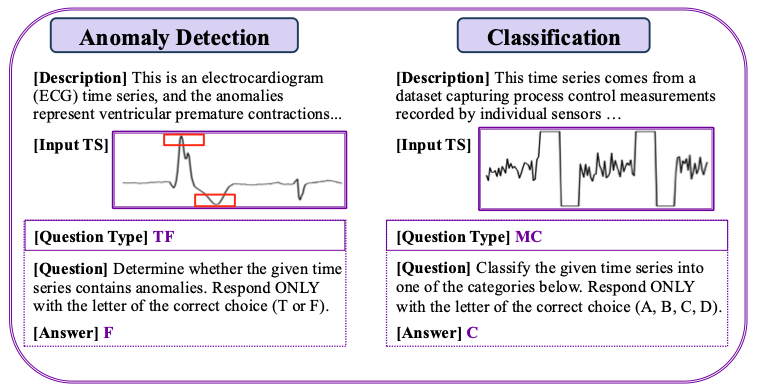 Anomaly Detection
[Description] This is an electrocardiogram
(ECG) time series, and the anomalies
represent ventricular premature contractions...
[Input TS]
[Question Type] TF
[Question] Determine whether the given time
series contains anomalies. Respond ONLY
with the letter of the correct choice (T or F).
[Answer] F
Classification
[Description] This time series comes from a
dataset capturing process control measurements
recorded by individual sensors …
[Input TS]
[Question Type] MC
[Question] Classify the given time series into
one of the categories below. Respond ONLY
with the letter of the correct choice (A, B, C, D).
[Answer] C